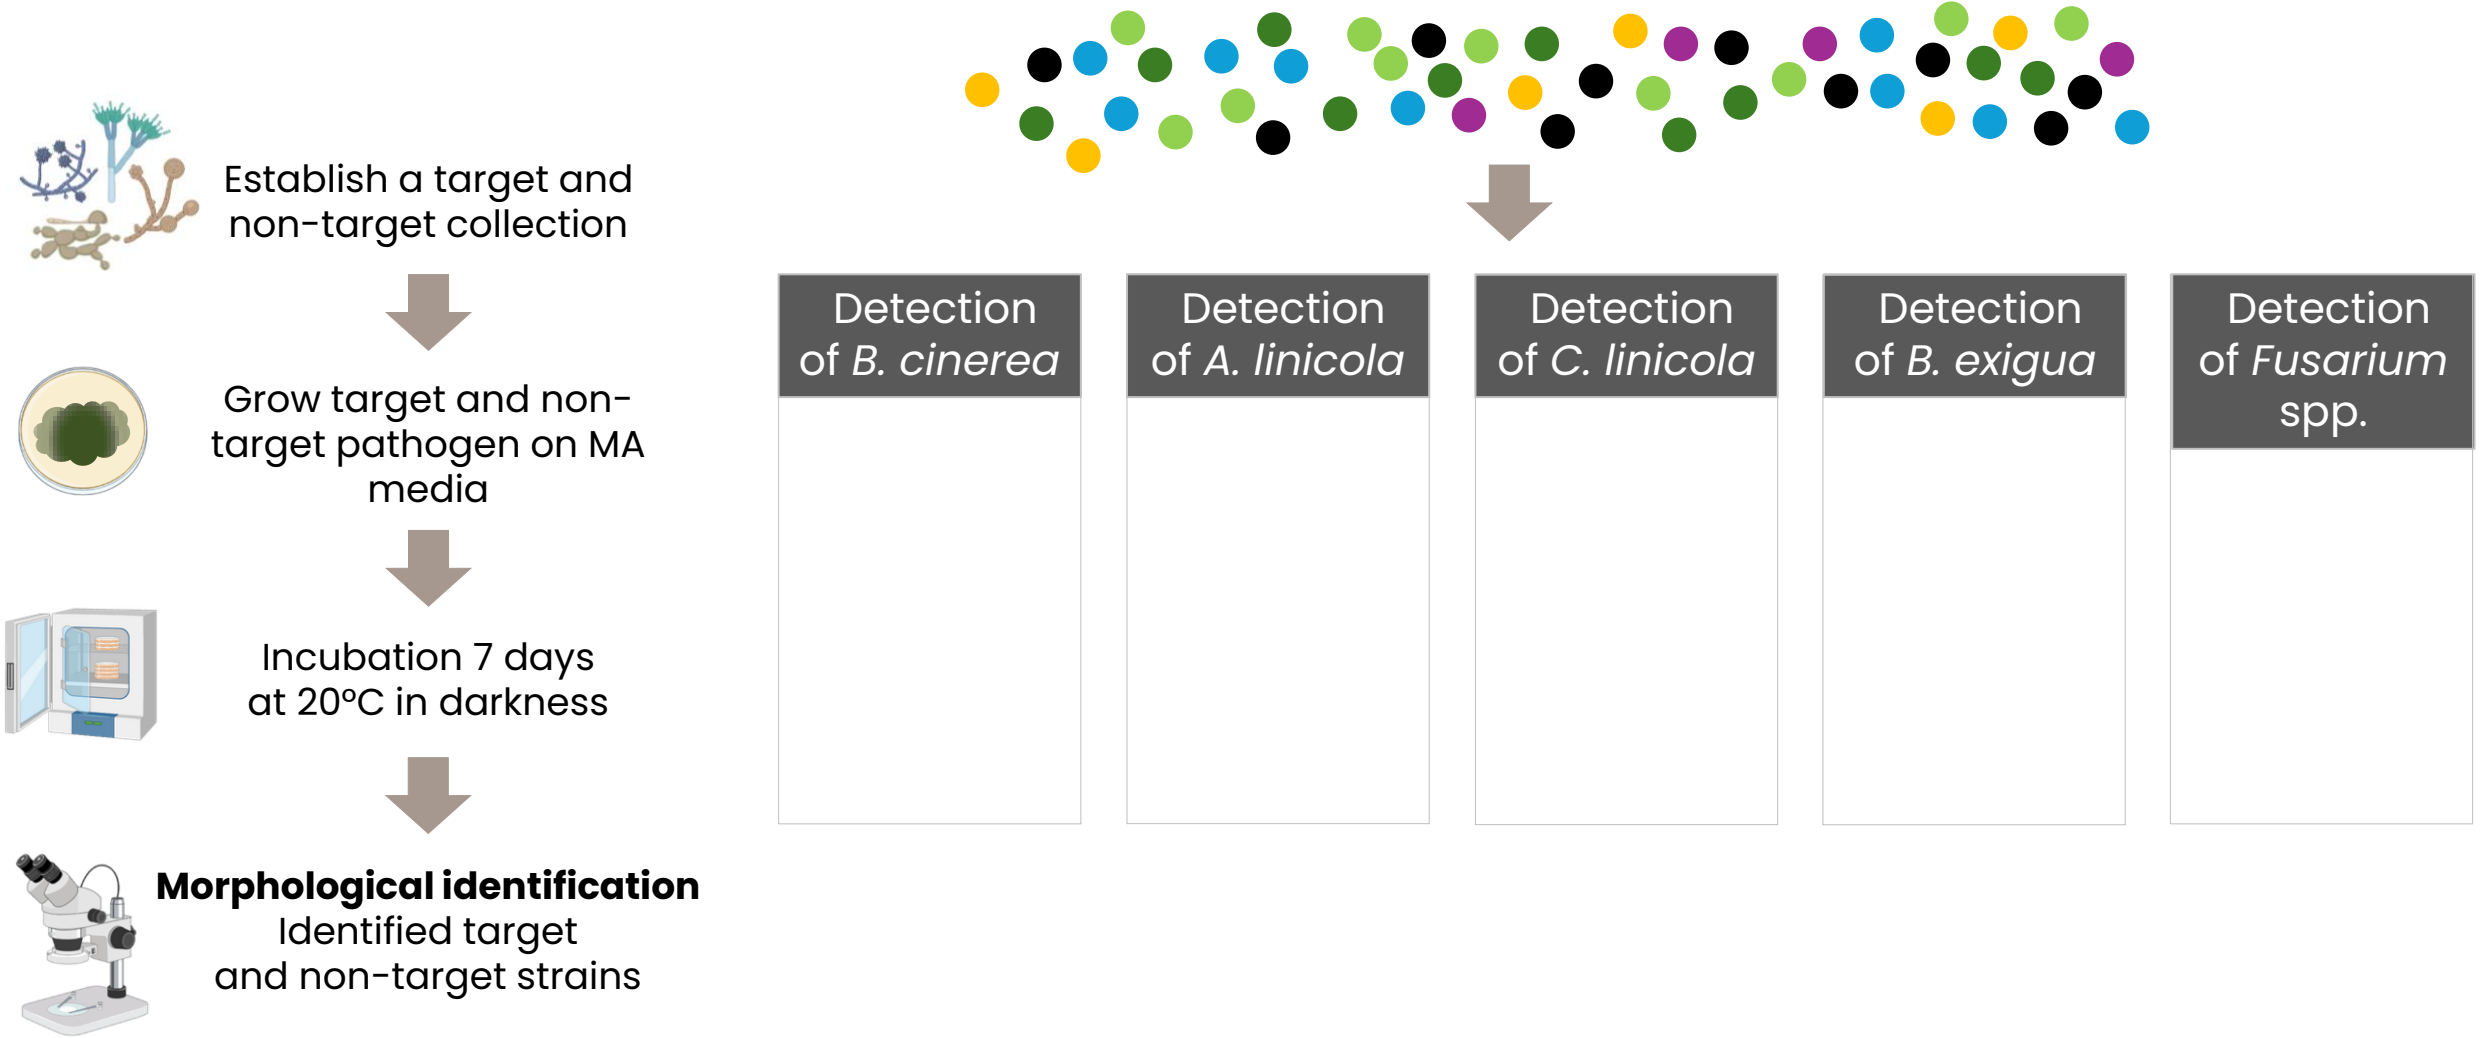 Establish a target and
non-target collection
Grow target and non-
target pathogen on MA
media
Incubation 7 days
at 20°C in darkness
Morphological identification
Identified target
and non-target strains
Detection
of B. cinerea
Detection
of A. linicola
Detection
of C. linicola
Detection
of B. exigua
Detection
of Fusarium
spp.